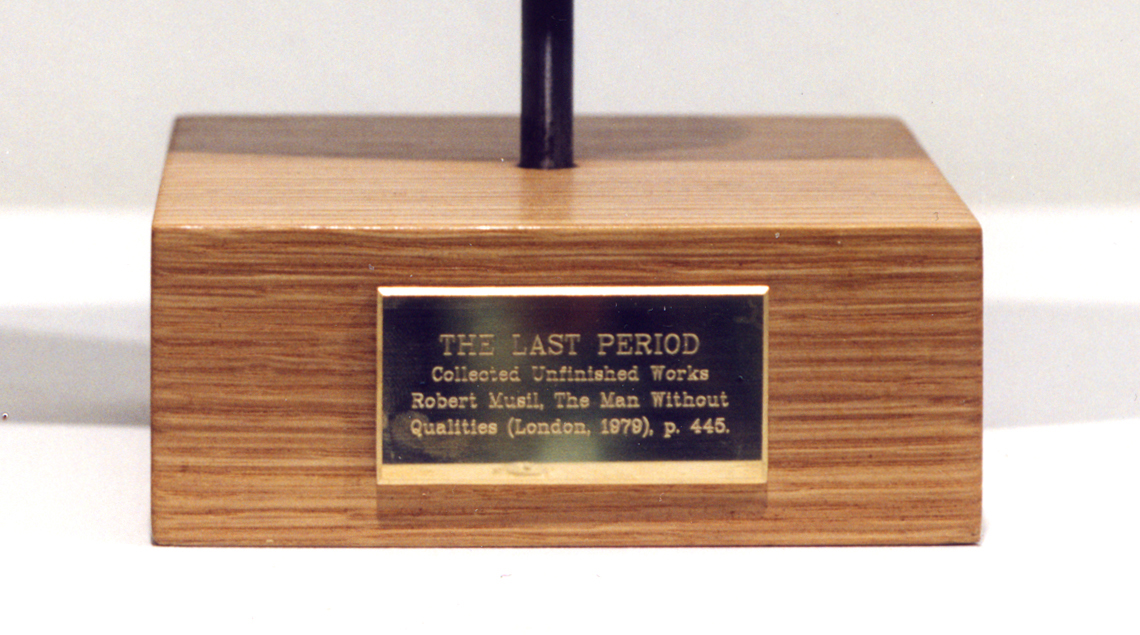 THE LAST PERIOD
Collected Unfinished Works
Robert Musil, The Man Without
Qualities (London, 1979), p. 445.